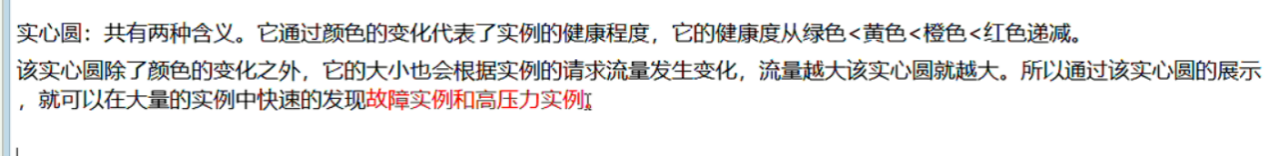 实心圆：共有两种含义。它通过颜色的变化代表了实例的健康程度，它的健康度从绿色<黄色<橙色<红色递减。
该实心圆除了颜色的变化之外，它的大小也会根据实例的请求流量发生变化，流量越大该实心圆就越大。所以通过该实心圆的展示
，就可以在大量的实例中快速的发现故障实例和高压力实例。